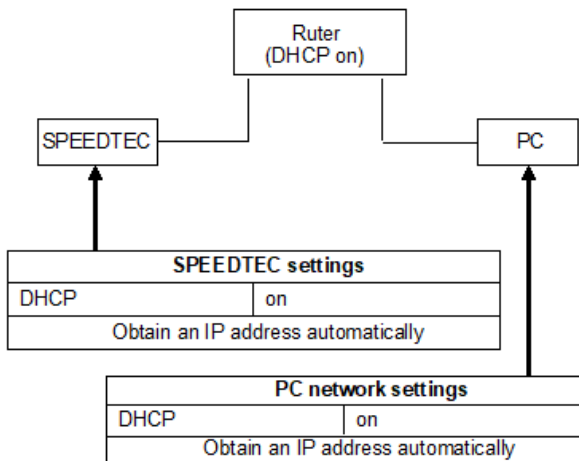 Ruter
(DHCP on)
SPEEDTEC
PC
SPEEDTEC settings
DHCP on
Obtain an IP address automatically
PC network settings
DHCP on
Obtain an IP address automatically